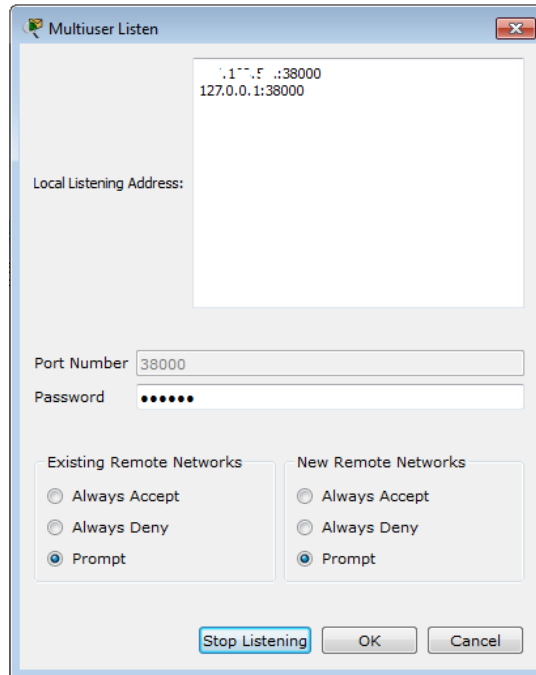 Multiuser Listen
:38000
127.0.0.1:38000
Local Listening Address:
Port Number 38000
Password ••••••
Existing Remote Networks New Remote Networks
Always Accept Always Accept
Always Deny Always Deny
Prompt Prompt
Stop Listening OK Cancel